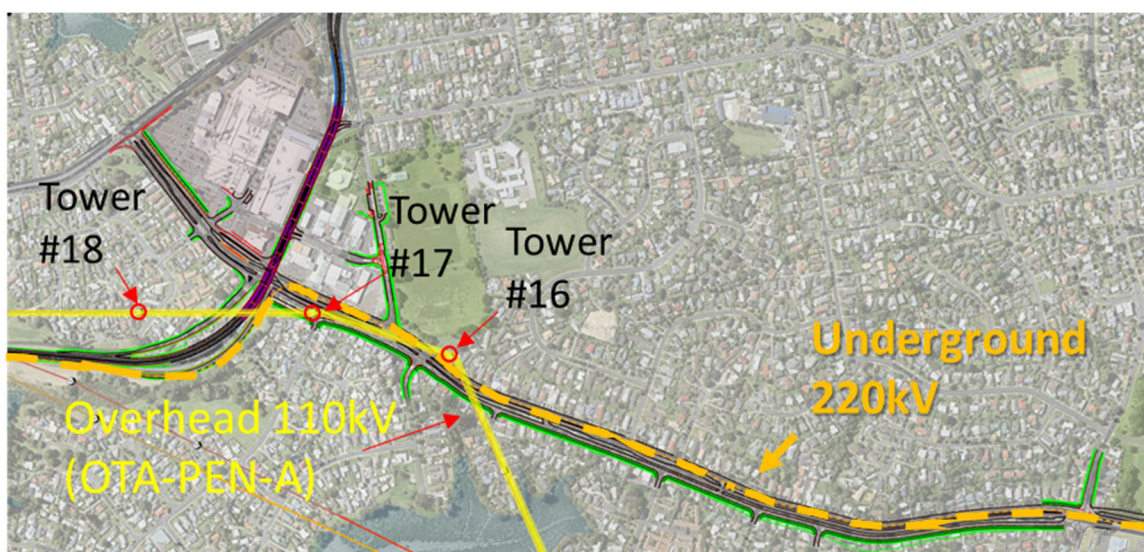 Tower
#18
Tower
#17
Tower
#16
Underground
220kV
Overhead 110kV
(OTA-PEN-A)